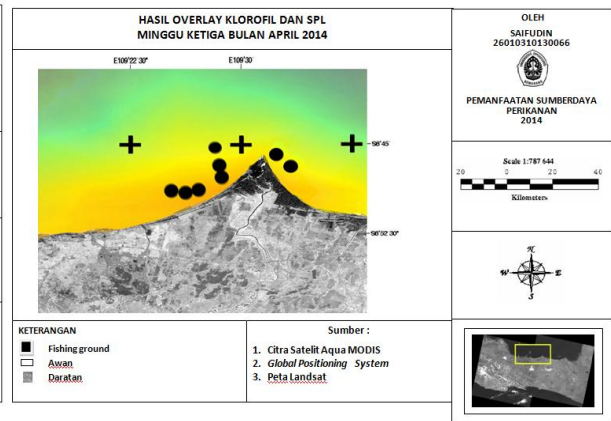 HASIL OVERLAY KLOROFIL DAN SPL
MINGGU KETIGA BULAN APRIL 2014
E109'22 30"
E109'30
S6'45
S6'52 30"
KETERANGAN
Fishing ground
Awan
Daratan
Sumber :
1. Citra Satelit Aqua MODIS
2. Global Positioning System
3. Peta Landsat
OLEH
SAIFUDIN
26010310130066
PEMANFAATAN SUMBERDAYA
PERIKANAN
2014
Scale 1:787 644
20 0 20 40
Kilometers
N
W E
S